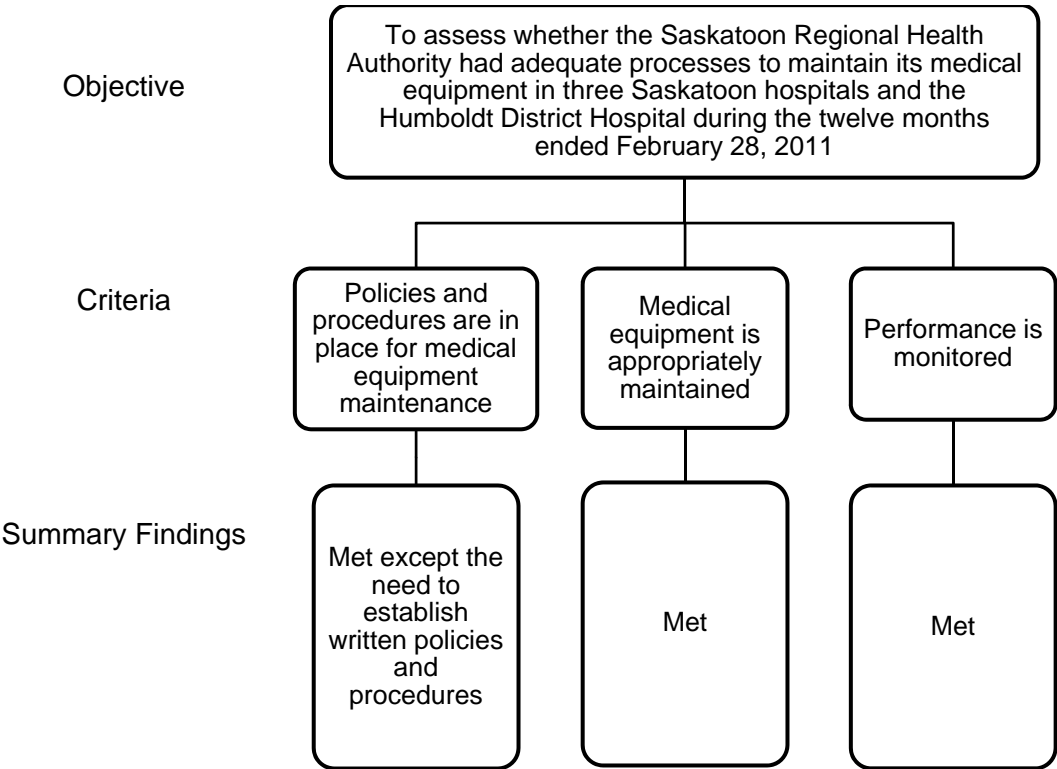 Objective
To assess whether the Saskatoon Regional Health
Authority had adequate processes to maintain its medical
equipment in three Saskatoon hospitals and the
Humboldt District Hospital during the twelve months
ended February 28, 2011
Criteria
Policies and
procedures are in
place for medical
equipment
maintenance
Medical
equipment is
appropriately
maintained
Performance is
monitored
Summary Findings
Met except the
need to
establish
written policies
and
procedures
Met
Met